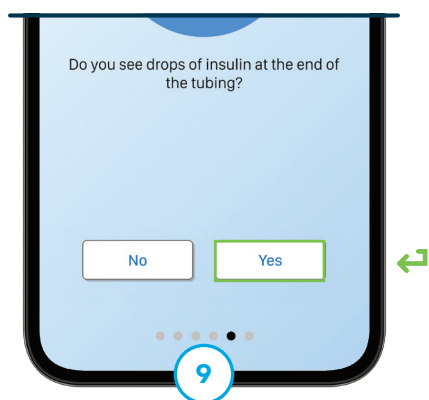 Do you see drops of insulin at the end of
the tubing?
No
Yes
9